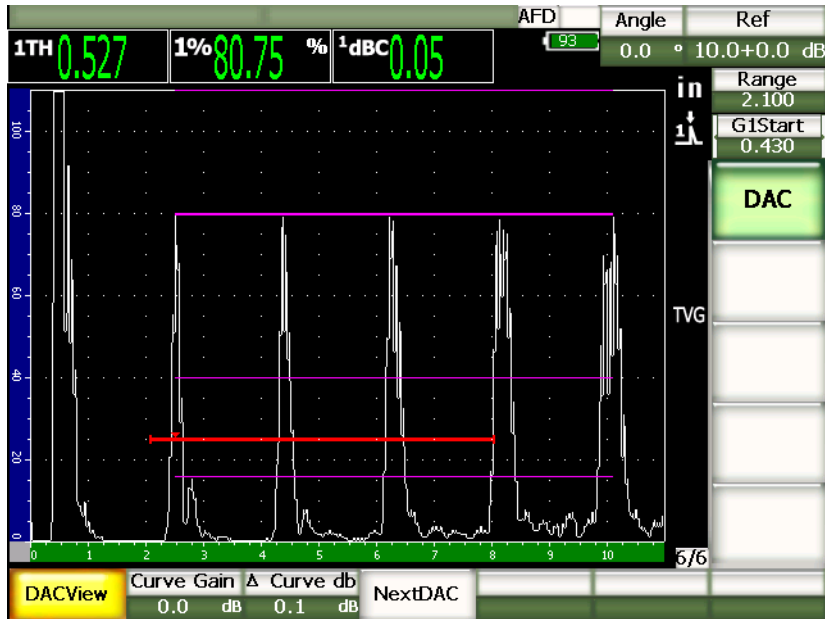 AFD
Angle Ref
1TH 0.527 1% 80.75 % 1dBC 0.05 93 0.0 ° 10.0+0.0 dB
in Range
2.100
1 G1Start
0.430
DAC
TVG
100
80
60
40
20
0
0 1 2 3 4 5 6 7 8 9 10 6/6
DACView Curve Gain Δ Curve db NextDAC
0.0 dB 0.1 dB